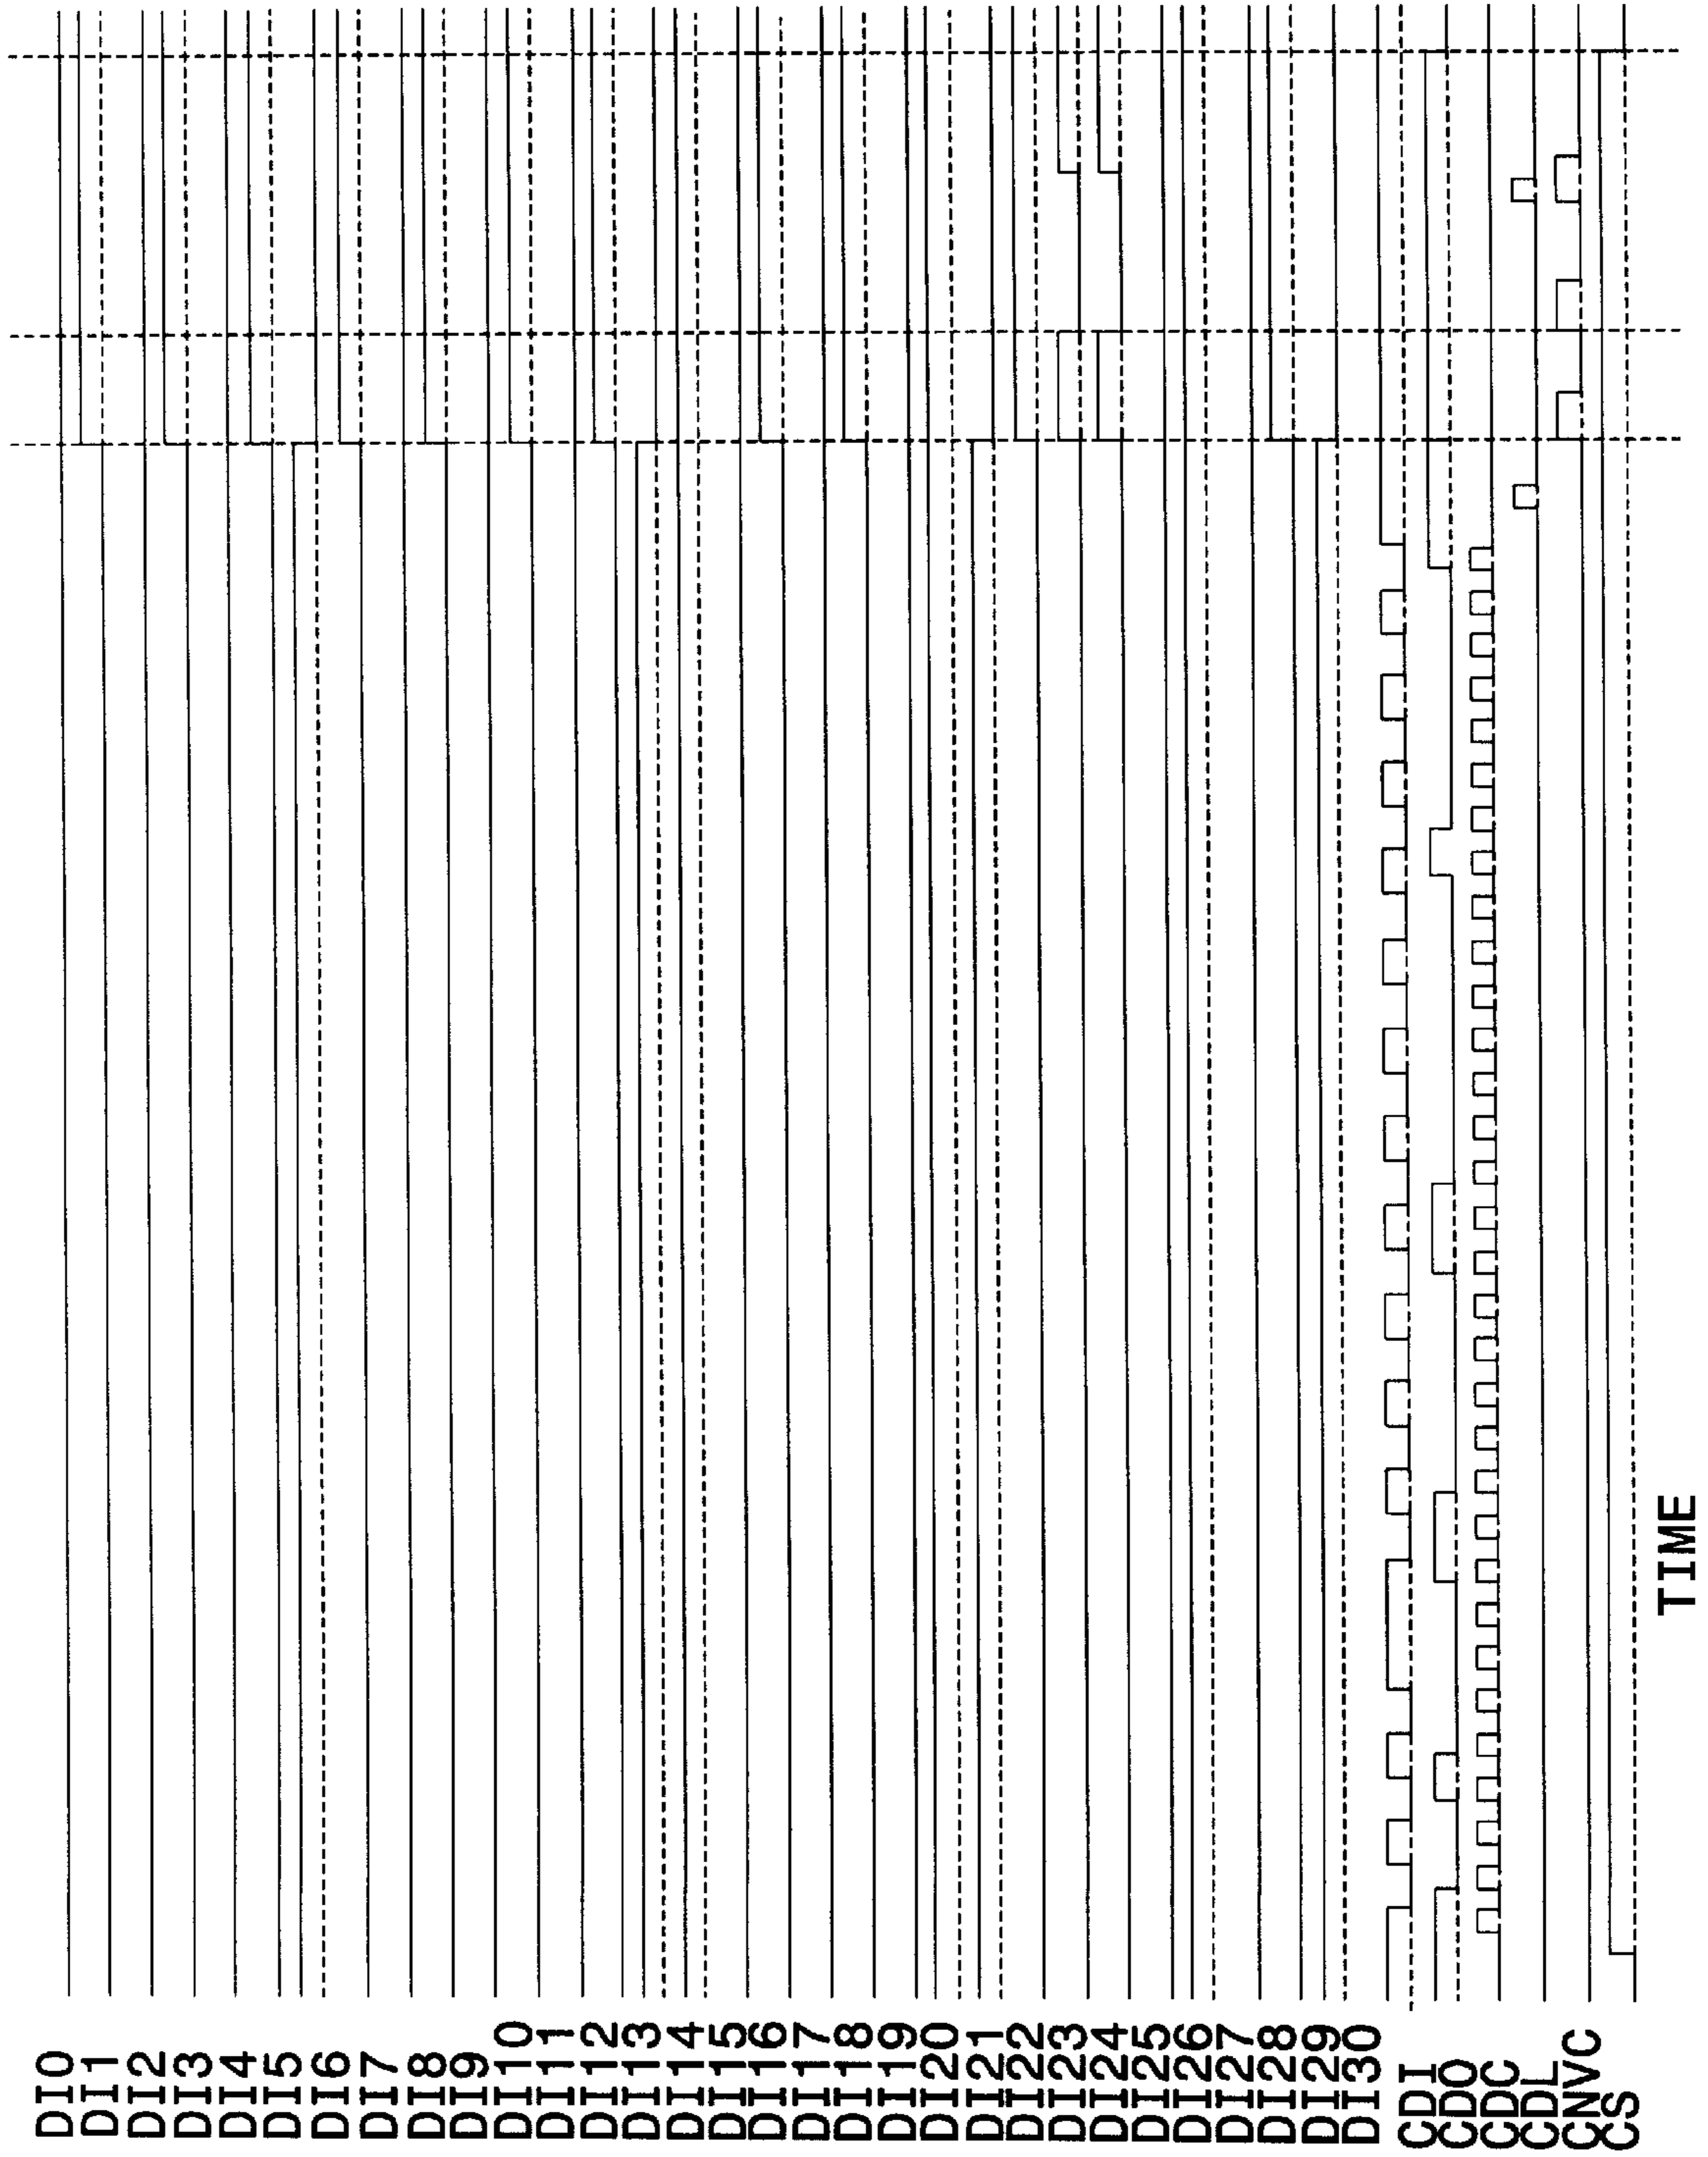 DI0
DI1
DI2
DI3
DI4
DI5
DI6
DI7
DI8
DI9
DI10
DI11
DI12
DI13
DI14
DI15
DI16
DI17
DI18
DI19
DI20
DI21
DI22
DI23
DI24
DI25
DI26
DI27
DI28
DI29
DI30
CDI
CDO
CDC
CDL
CNVC
CS
TIME